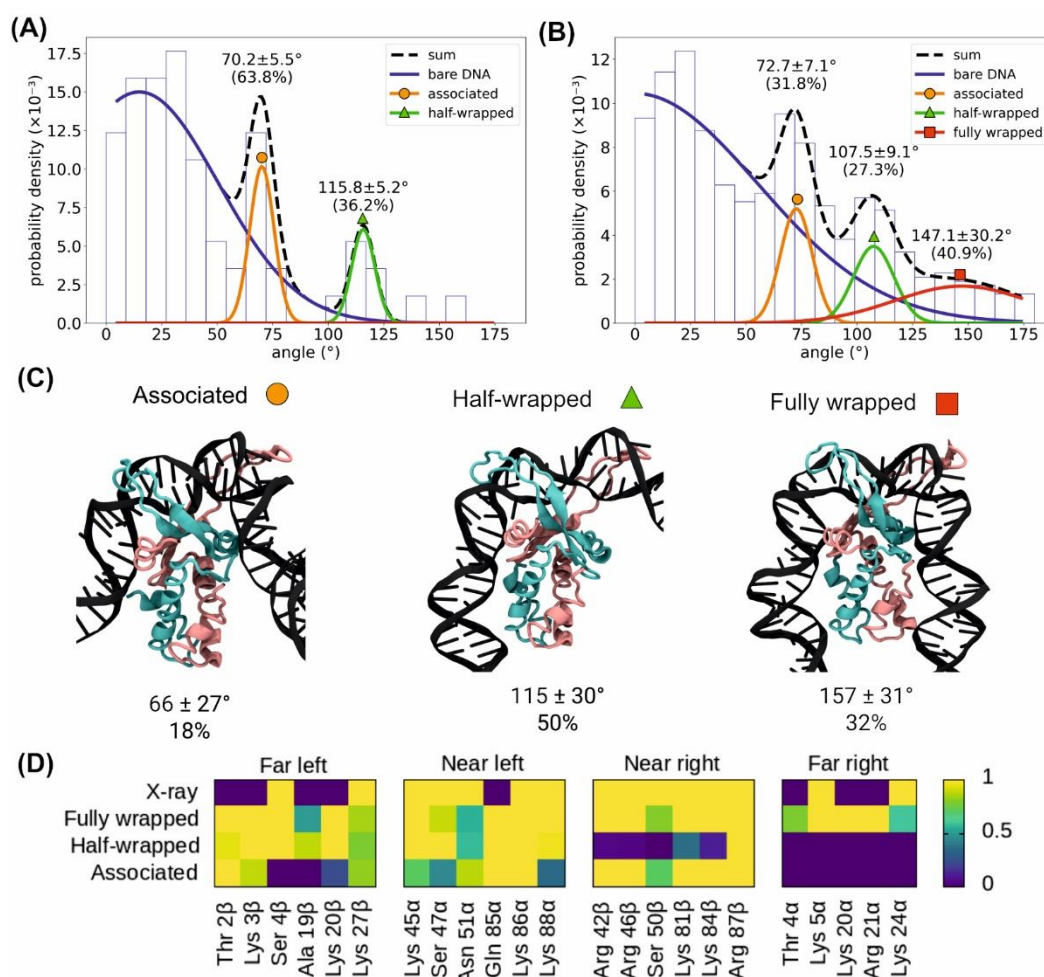 (A)
probability density (×10⁻³)
17.5
15.0
12.5
10.0
7.5
5.0
2.5
0.0
0 25 50 75 100 125 150 175
angle (°)
70.2±5.5°
(63.8%)
115.8±5.2°
(36.2%)
sum
bare DNA
associated
half-wrapped
(B)
probability density (×10⁻³)
12
10
8
6
4
2
0
0 25 50 75 100 125 150 175
angle (°)
72.7±7.1°
(31.8%)
107.5±9.1°
(27.3%)
147.1±30.2°
(40.9%)
sum
bare DNA
associated
half-wrapped
fully wrapped
(C)
Associated
Half-wrapped
Fully wrapped
66 ± 27°
18%
115 ± 30°
50%
157 ± 31°
32%
(D)
Far left
Near left
Near right
Far right
X-ray
Fully wrapped
Half-wrapped
Associated
Thr 2β
Lys 3β
Ser 4β
Ala 19β
Lys 20β
Lys 27β
Lys 45α
Ser 47α
Asn 51α
Gln 85α
Lys 86α
Lys 88α
Arg 42β
Arg 46β
Ser 50β
Lys 81β
Lys 84β
Arg 87β
Thr 4α
Lys 5α
Lys 20α
Arg 21α
Lys 24α
1
0.5
0